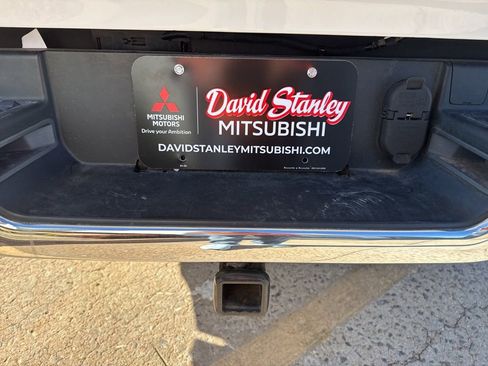 MITSUBISHI
MOTORS
Drive your Ambition
David Stanley
MITSUBISHI
DAVIDSTANLEYMITSUBISHI.COM